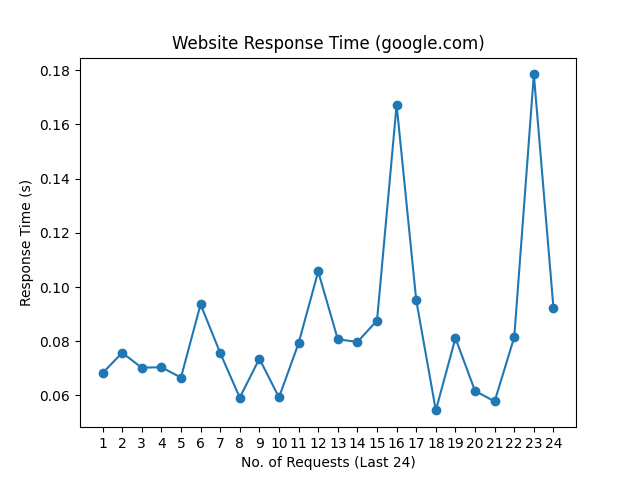 Website Response Time (google.com)
0.18
0.16
0.14
0.12
0.10
0.08
0.06
Response Time (s)
1 2 3 4 5 6 7 8 9 10 11 12 13 14 15 16 17 18 19 20 21 22 23 24
No. of Requests (Last 24)